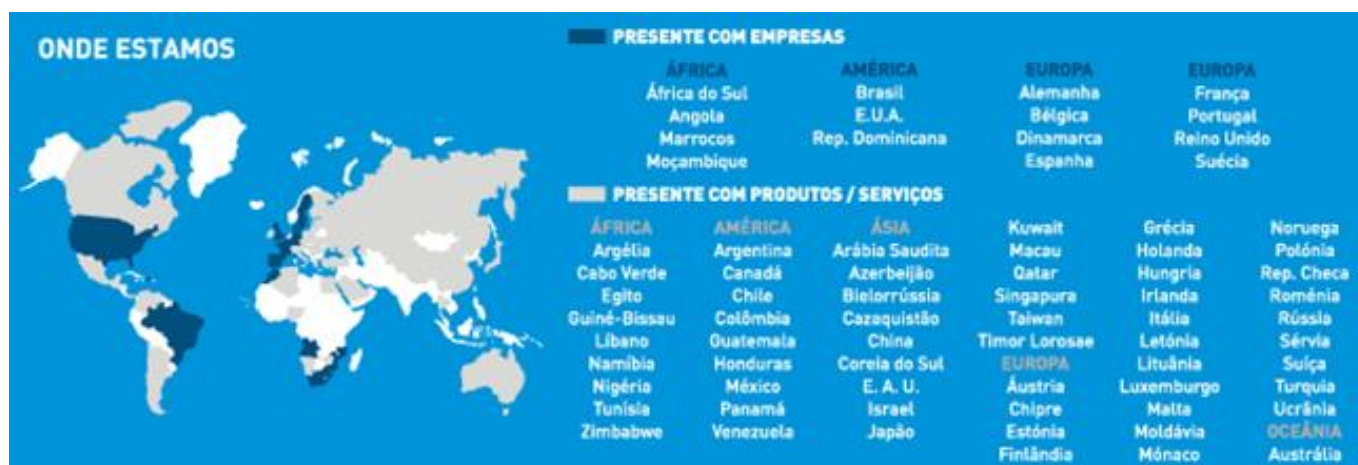 ONDE ESTAMOS
PRESENTE COM EMPRESAS
ÁFRICA
África do Sul
Angola
Marrocos
Moçambique
AMÉRICA
Brasil
E.U.A.
Rep. Dominicana
EUROPA
Alemanha
Bélgica
Dinamarca
Espanha
EUROPA
França
Portugal
Reino Unido
Suécia
PRESENTE COM PRODUTOS / SERVIÇOS
ÁFRICA
Argélia
Cabo Verde
Egito
Guiné-Bissau
Líbano
Namíbia
Nigéria
Tunísia
Zimbabwe
AMÉRICA
Argentina
Canadá
Chile
Colômbia
Guatemala
Honduras
México
Panamá
Venezuela
ÁSIA
Arábia Saudita
Azerbeijão
Bielorrússia
Cazaquistão
China
Coreia do Sul
E. A. U.
Israel
Japão
Kuwait
Macau
Qatar
Singapura
Taiwan
Timor Lorosae
EUROPA
Áustria
Chipre
Estónia
Finlândia
Grécia
Holanda
Hungria
Irlanda
Itália
Letónia
Lituânia
Luxemburgo
Malta
Moldávia
Mónaco
Noruega
Polónia
Rep. Checa
Roménia
Rússia
Sérvia
Suíça
Turquia
Ucrânia
OCEÂNIA
Austrália